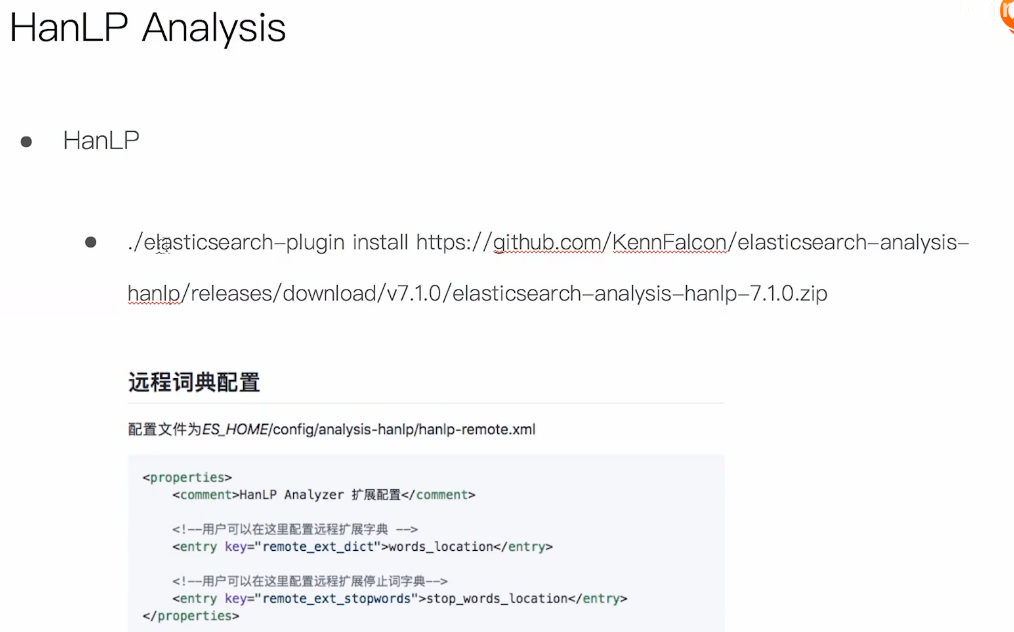 HanLP Analysis
HanLP
./elasticsearch-plugin install https://github.com/KennFalcon/elasticsearch-analysis-
hanlp/releases/download/v7.1.0/elasticsearch-analysis-hanlp-7.1.0.zip
远程词典配置
配置文件为ES_HOME/config/analysis-hanlp/hanlp-remote.xml
<properties>
<comment>HanLP Analyzer 扩展配置</comment>
<!--用户可以在这里配置远程扩展字典 -->
<entry key="remote_ext_dict">words_location</entry>
<!--用户可以在这里配置远程扩展停止词字典-->
<entry key="remote_ext_stopwords">stop_words_location</entry>
</properties>